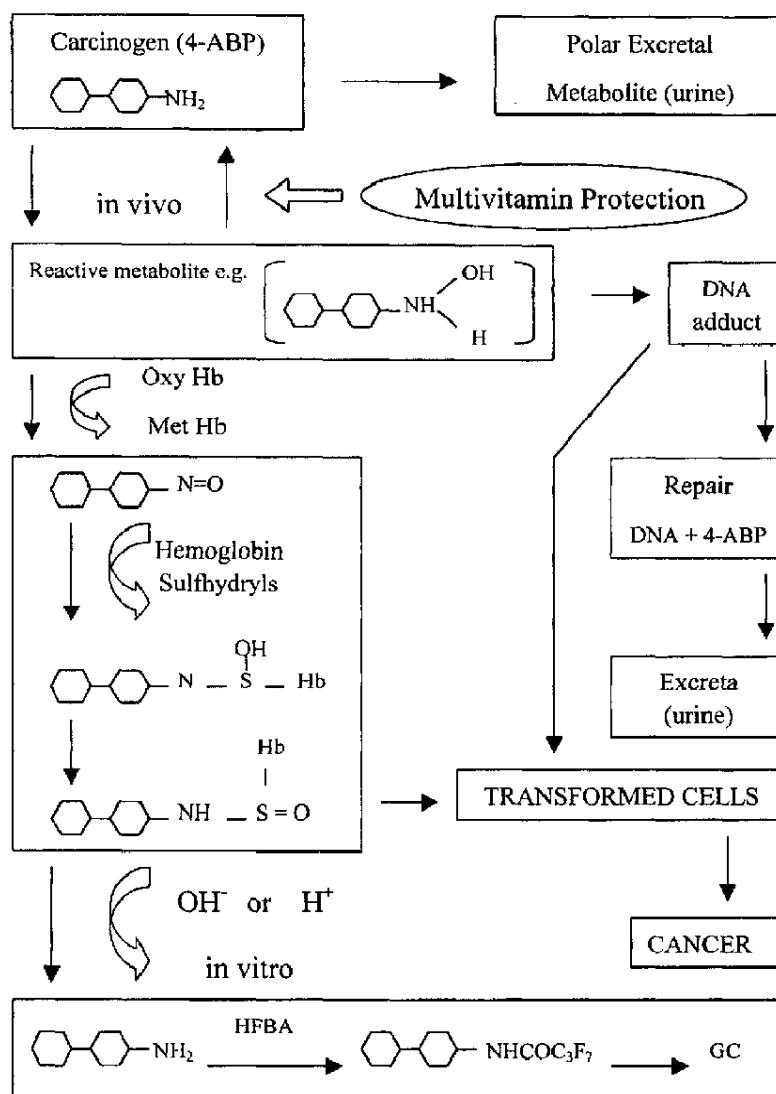 Carcinogen (4-ABP)
NH₂
Polar Excretal
Metabolite (urine)
in vivo
Multivitamin Protection
Reactive metabolite e.g.
OH
NH
H
DNA
adduct
Oxy Hb
Met Hb
N=O
Hemoglobin
Sulfhydryls
Repair
DNA + 4-ABP
OH
N – S – Hb
Excreta
(urine)
Hb
NH – S = O
TRANSFORMED CELLS
OH⁻ or H⁺
in vitro
CANCER
NH₂
HFBA
NHCOC₃F₇
GC